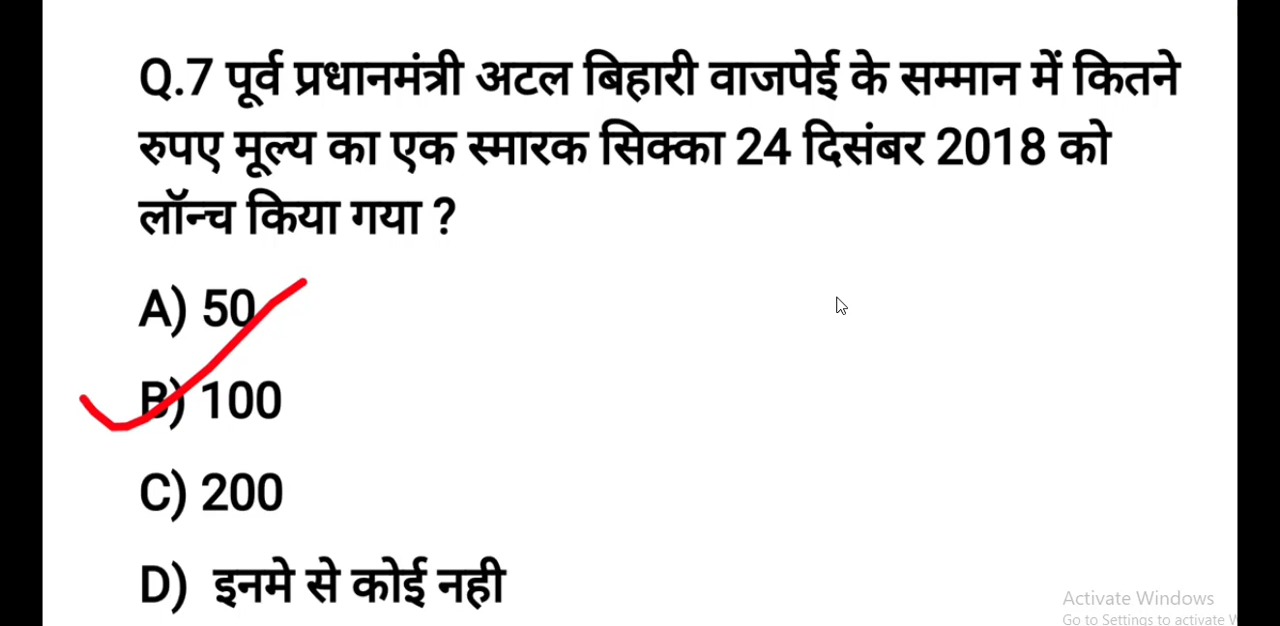 Q.7 पूर्व प्रधानमंत्री अटल बिहारी वाजपेई के सम्मान में कितने
रुपए मूल्य का एक स्मारक सिक्का 24 दिसंबर 2018 को
लॉन्च किया गया ?
A) 50
B) 100
C) 200
D) इनमे से कोई नही
Activate Windows
Go to Settings to activate W